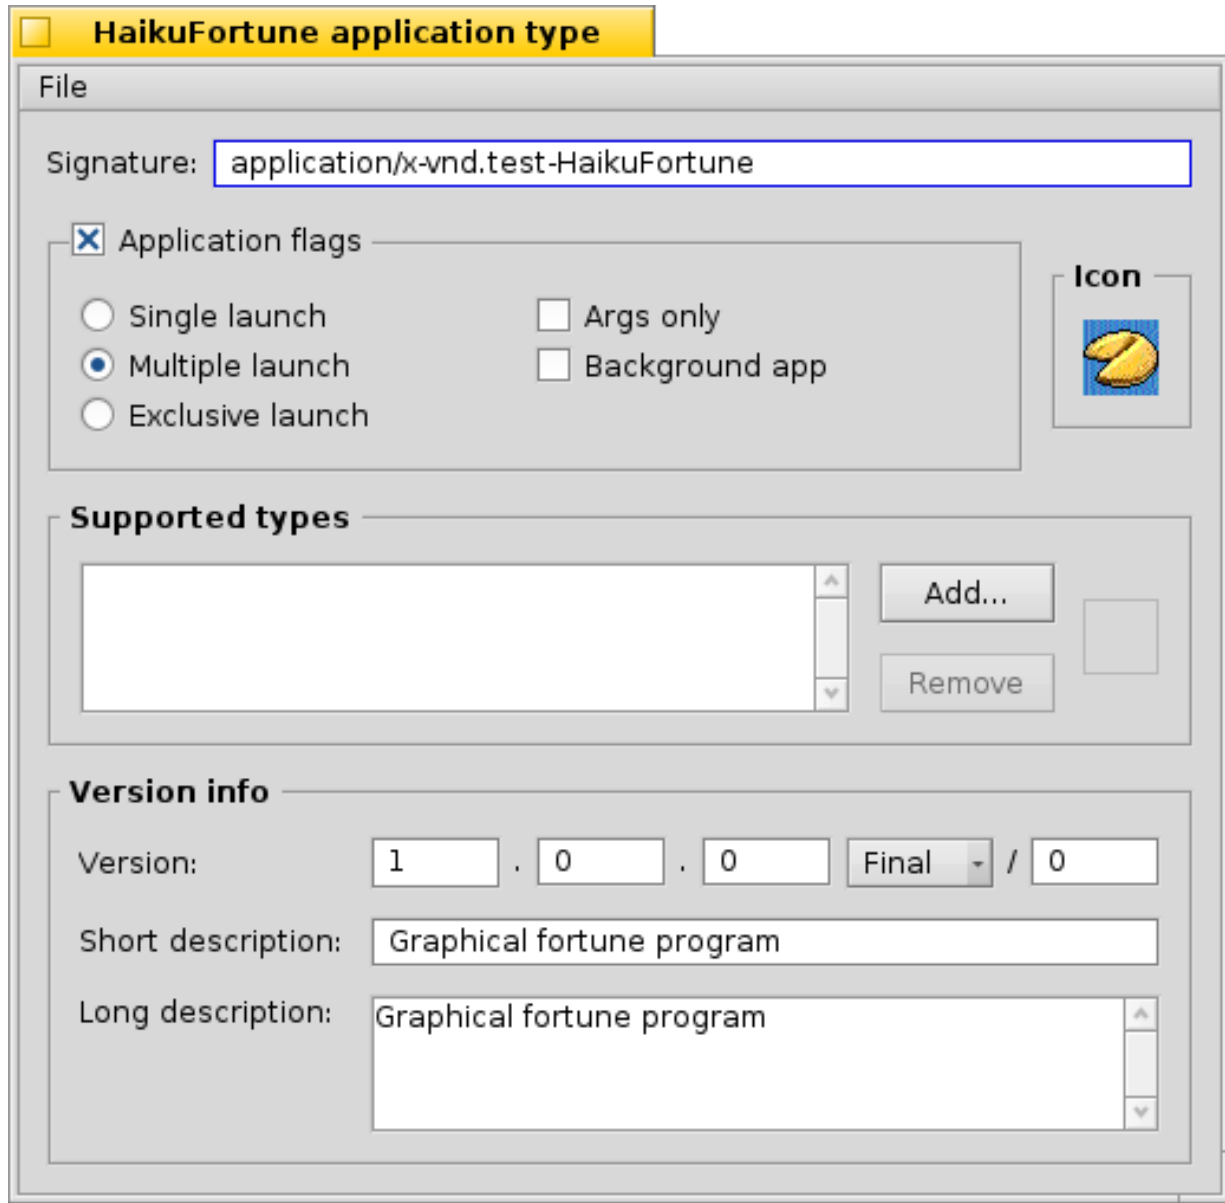 HaikuFortune application type
File
Signature: application/x-vnd.test-HaikuFortune
Application flags
Icon
Single launch Args only
Multiple launch Background app
Exclusive launch
Supported types
Add...
Remove
Version info
Version: 1 . 0 . 0 Final / 0
Short description: Graphical fortune program
Long description: Graphical fortune program